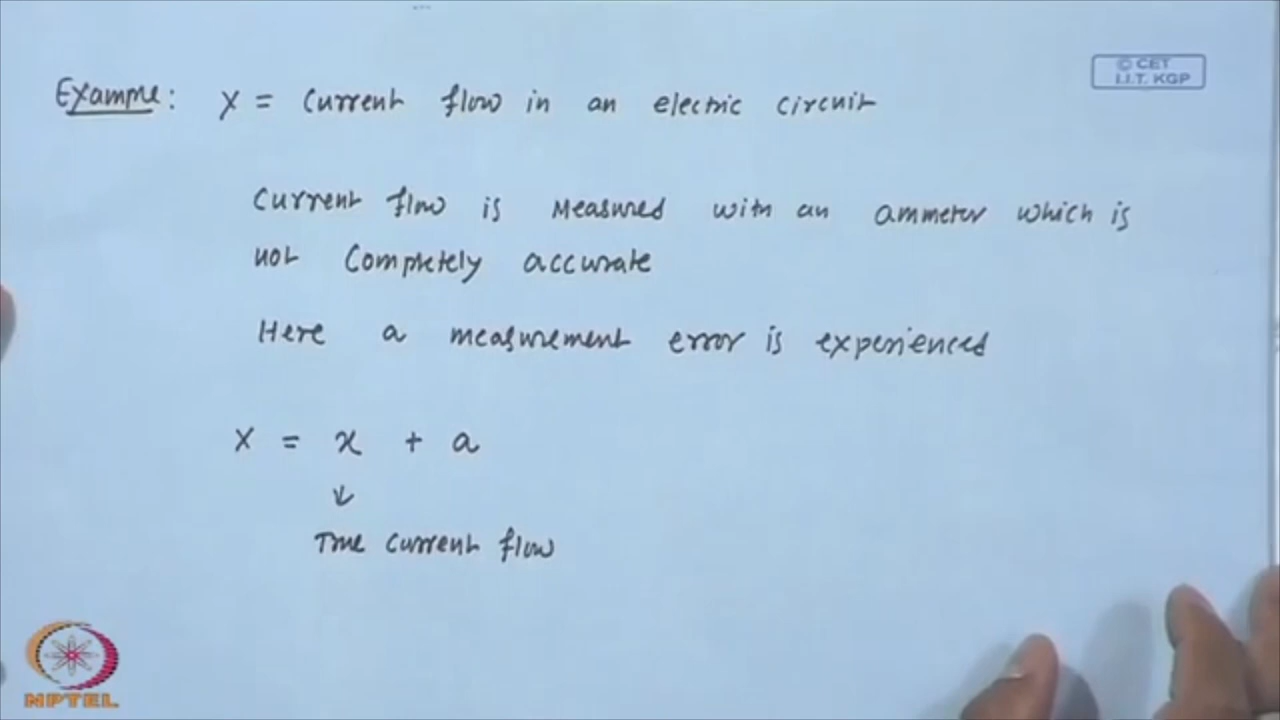 Example: X = Current flow in an electric circuit
© CET
I.I.T. KGP
Current flow is measured with an ammeter which is
not completely accurate
Here a measurement error is experienced
X = x + a
↓
True current flow
NPTEL